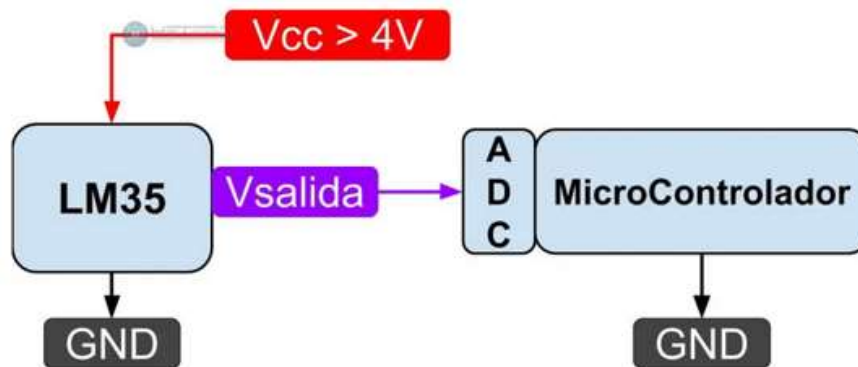 Vcc > 4V
LM35
Vsalida
A
D
C
MicroControlador
GND
GND